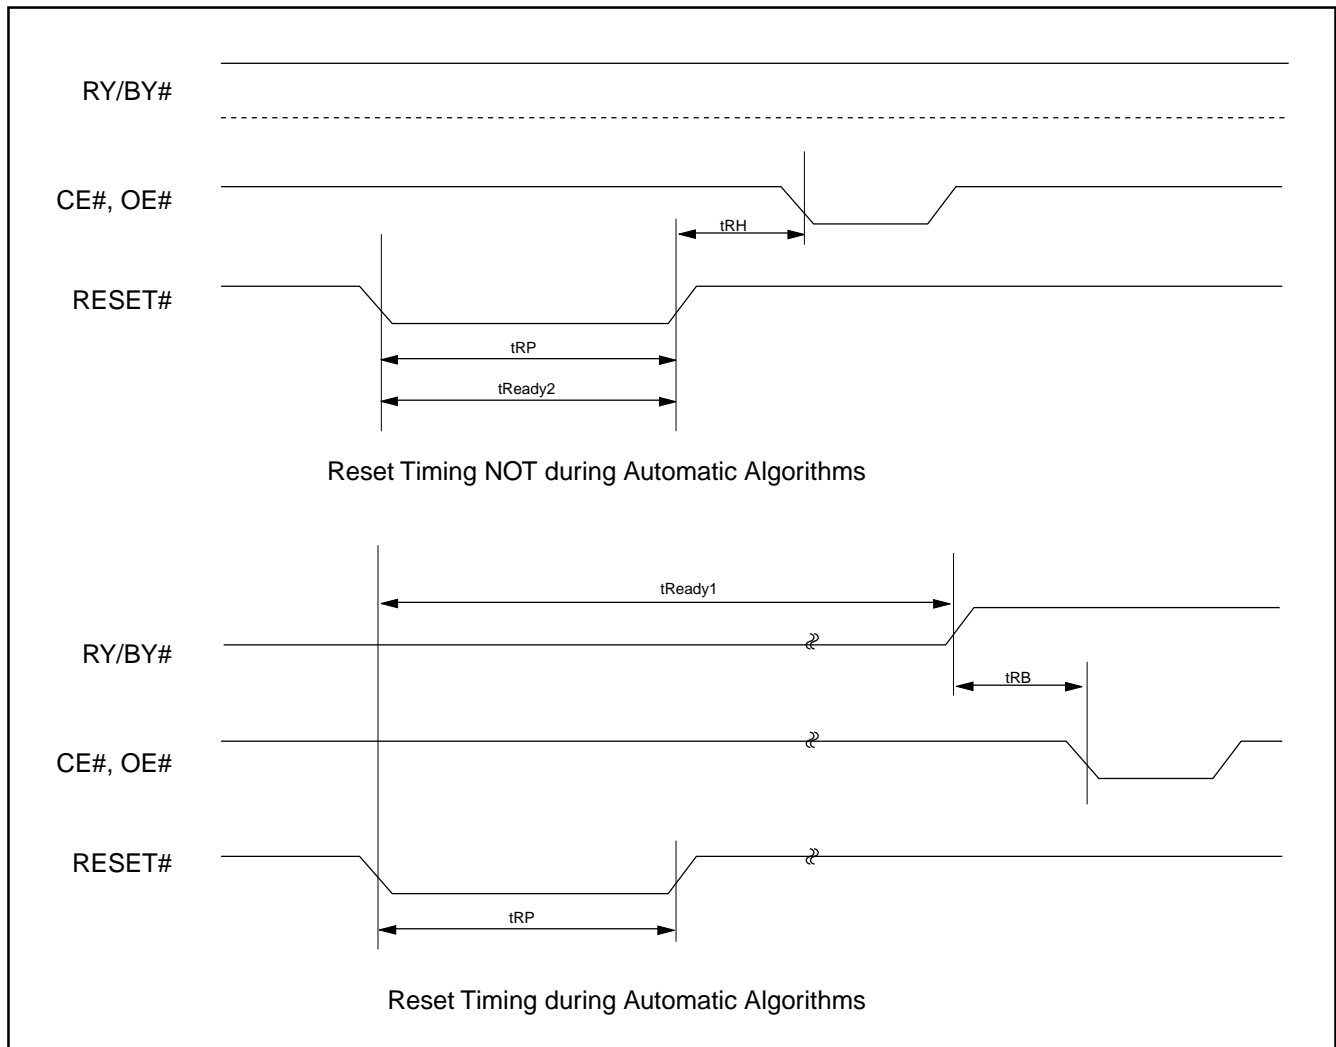 RY/BY#
CE#, OE#
tRH
RESET#
tRP
tReady2
Reset Timing NOT during Automatic Algorithms
tReady1
RY/BY#
tRB
CE#, OE#
RESET#
tRP
Reset Timing during Automatic Algorithms